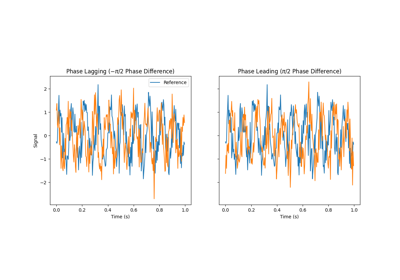 Phase Lagging (−π/2 Phase Difference)
Phase Leading (π/2 Phase Difference)
Reference
Signal
2
1
0
−1
−2
0.0 0.2 0.4 0.6 0.8 1.0
0.0 0.2 0.4 0.6 0.8 1.0
Time (s)
Time (s)